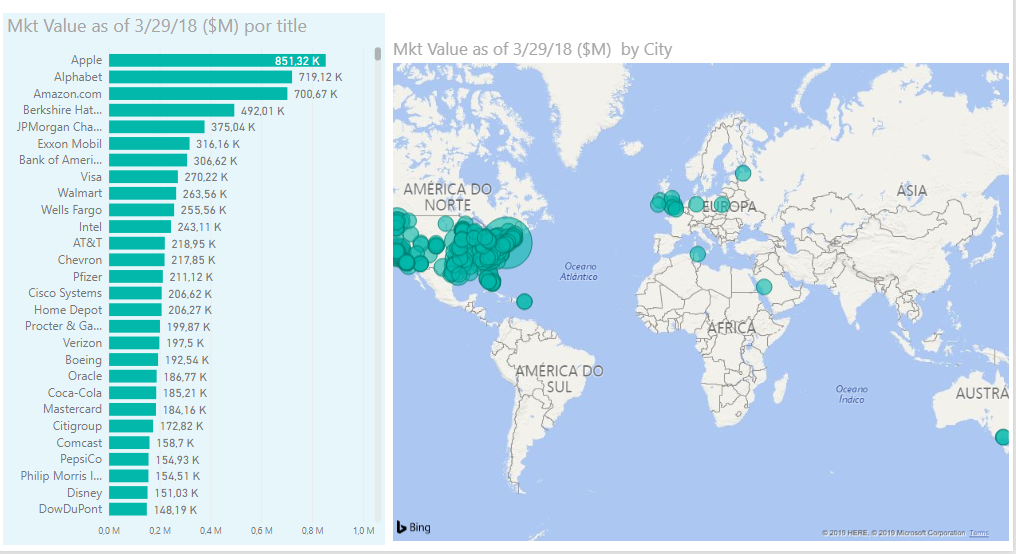 Mkt Value as of 3/29/18 ($M) por title
Apple 851,32 K
Alphabet 719,12 K
Amazon.com 700,67 K
Berkshire Hat... 492,01 K
JPMorgan Cha... 375,04 K
Exxon Mobil 316,16 K
Bank of Ameri... 306,62 K
Visa 270,22 K
Walmart 263,56 K
Wells Fargo 255,56 K
Intel 243,11 K
AT&T 218,95 K
Chevron 217,85 K
Pfizer 211,12 K
Cisco Systems 206,62 K
Home Depot 206,27 K
Procter & Ga... 199,87 K
Verizon 197,5 K
Boeing 192,54 K
Oracle 186,77 K
Coca-Cola 185,21 K
Mastercard 184,16 K
Citigroup 172,82 K
Comcast 158,7 K
PepsiCo 154,93 K
Philip Morris I... 154,51 K
Disney 151,03 K
DowDuPont 148,19 K
0,0 M 0,2 M 0,4 M 0,6 M 0,8 M 1,0 M
Mkt Value as of 3/29/18 ($M) by City
AMÉRICA DO
NORTE
EUROPA
ASIA
Oceano
Atlântico
ÁFRICA
AMÉRICA DO
SUL
Oceano
Índico
AUSTRÁ
Bing
© 2019 HERE, © 2019 Microsoft Corporation Terms